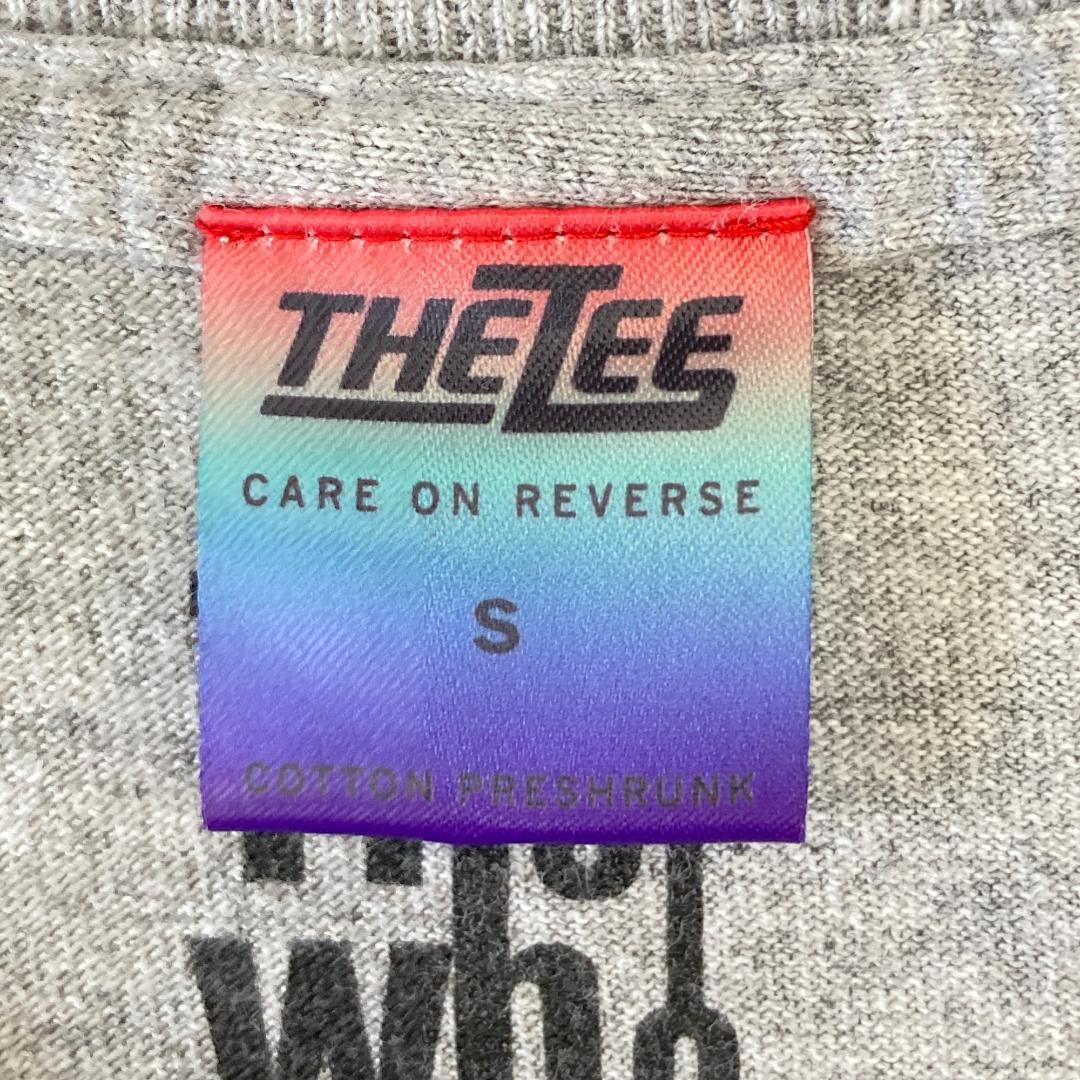 THE TEE
CARE ON REVERSE
S
COTTON PRESHRUNK